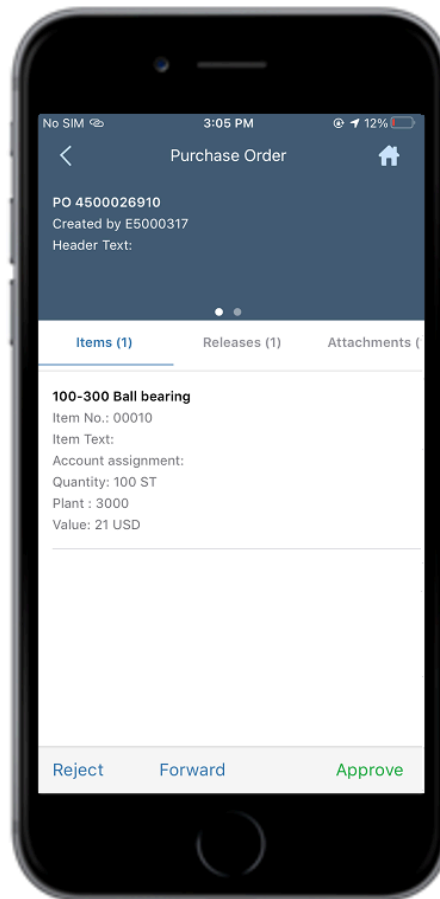 No SIM 3:05 PM 12%
Purchase Order
PO 4500026910
Created by E5000317
Header Text:
Items (1) Releases (1) Attachments (
100-300 Ball bearing
Item No.: 00010
Item Text:
Account assignment:
Quantity: 100 ST
Plant : 3000
Value: 21 USD
Reject Forward Approve